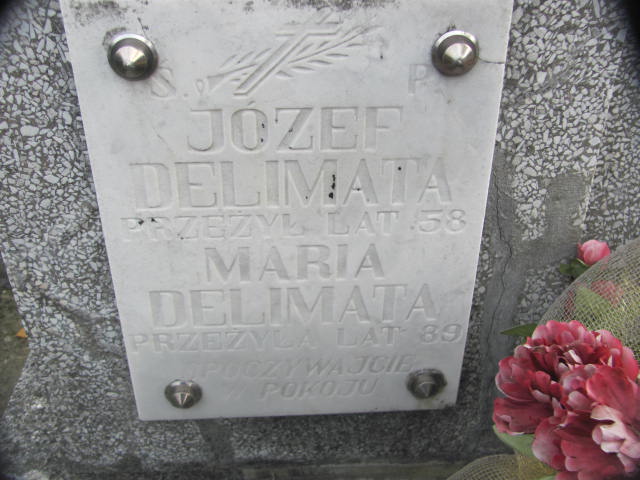 S. P.
JÓZEF
DELIMATA
PRZEŻYŁ LAT 58
MARIA
DELIMATA
PRZEŻYŁA LAT 89
SPOCZYWAJCIE
W POKOJU